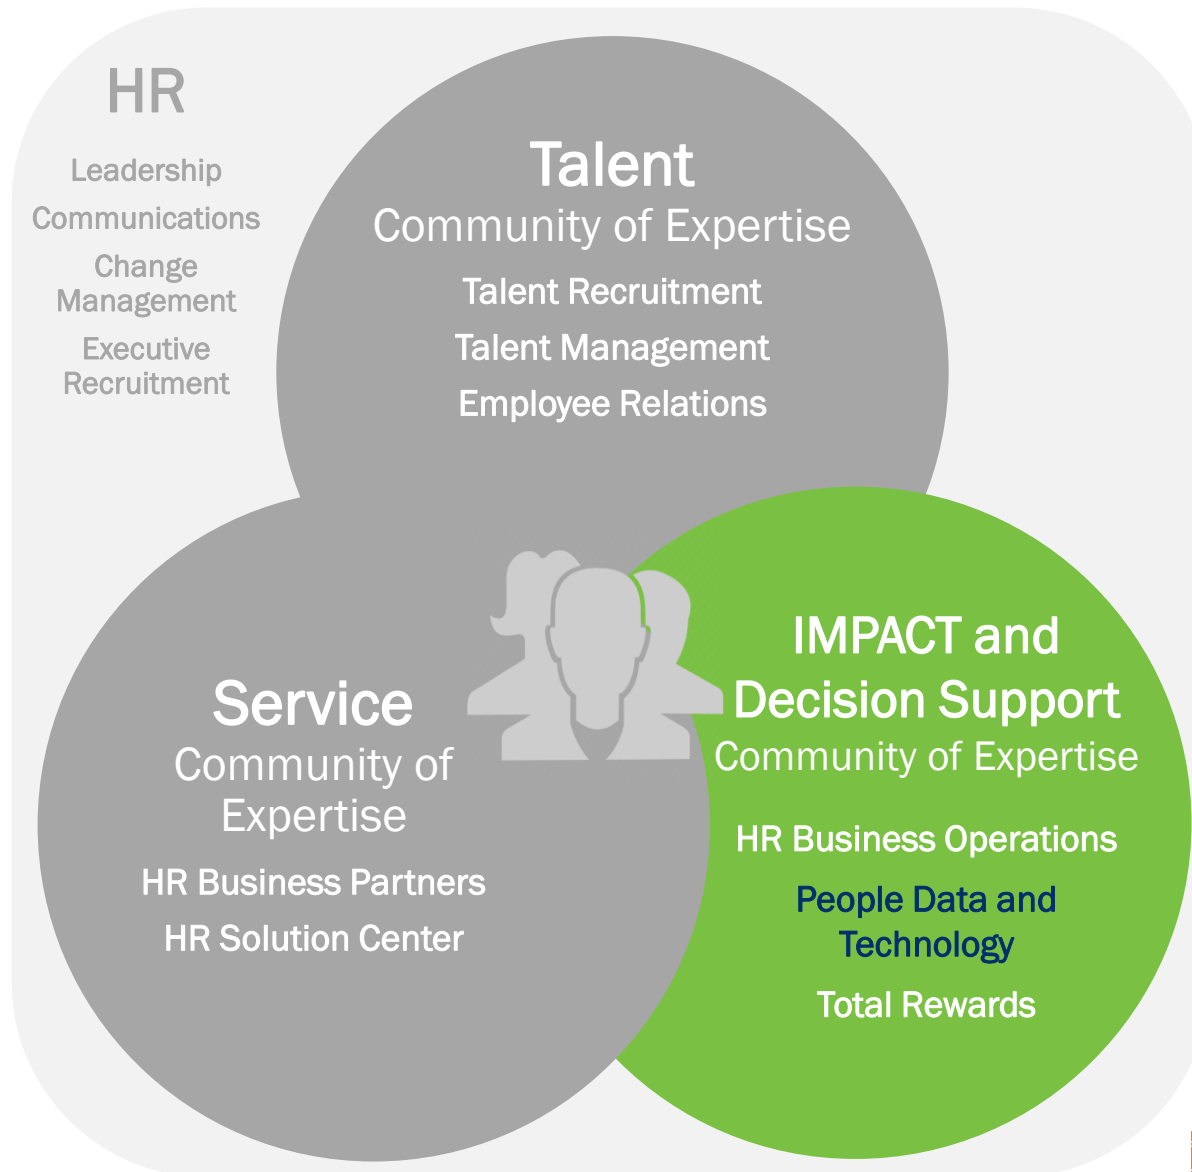 HR
Leadership
Communications
Change
Management
Executive
Recruitment
Talent
Community of Expertise
Talent Recruitment
Talent Management
Employee Relations
Service
Community of
Expertise
HR Business Partners
HR Solution Center
IMPACT and
Decision Support
Community of Expertise
HR Business Operations
People Data and
Technology
Total Rewards